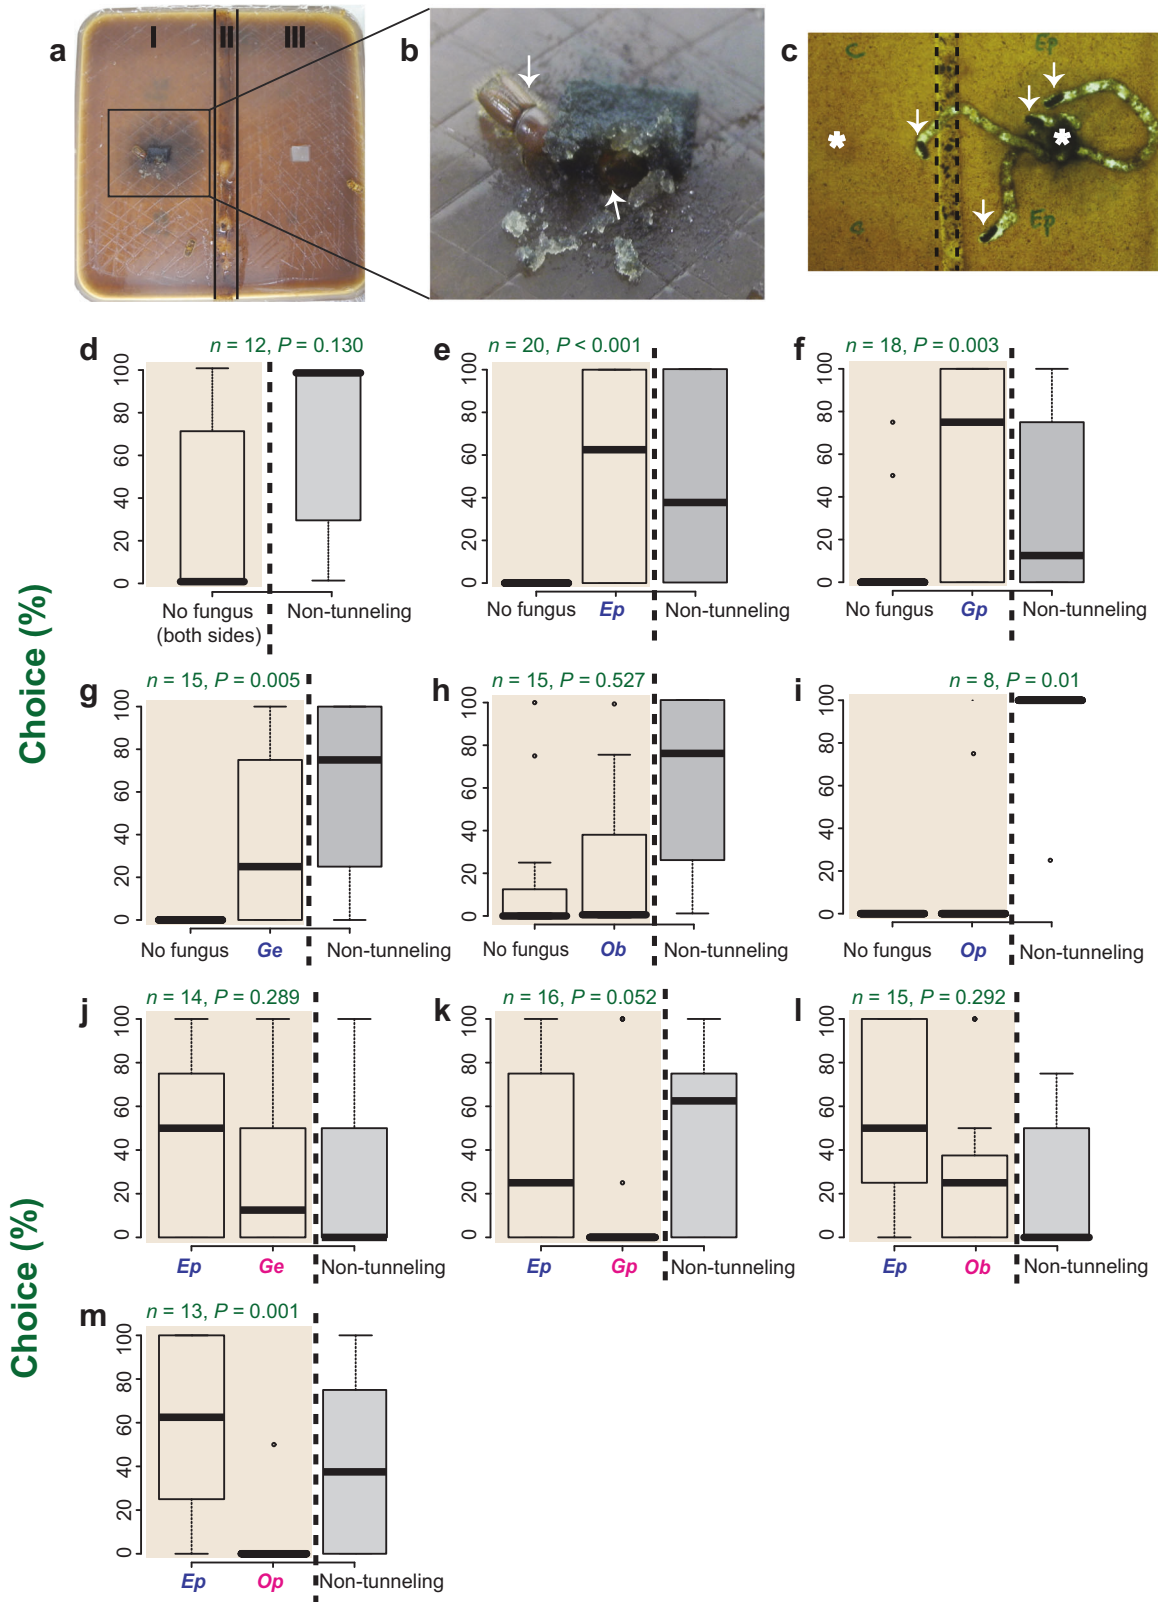 a
I II III
b
c
C
Ep
*
*
c
Ep
Choice (%)
d
n = 12, P = 0.130
100
80
60
40
20
0
No fungus
(both sides)
Non-tunneling
e
n = 20, P < 0.001
100
80
60
40
20
0
No fungus
Ep
Non-tunneling
f
n = 18, P = 0.003
100
80
60
40
20
0
No fungus
Gp
Non-tunneling
g
n = 15, P = 0.005
100
80
60
40
20
0
No fungus
Ge
Non-tunneling
h
n = 15, P = 0.527
100
80
60
40
20
0
No fungus
Ob
Non-tunneling
i
n = 8, P = 0.01
100
80
60
40
20
0
No fungus
Op
Non-tunneling
Choice (%)
j
n = 14, P = 0.289
100
80
60
40
20
0
Ep
Ge
Non-tunneling
k
n = 16, P = 0.052
100
80
60
40
20
0
Ep
Gp
Non-tunneling
l
n = 15, P = 0.292
100
80
60
40
20
0
Ep
Ob
Non-tunneling
m
n = 13, P = 0.001
100
80
60
40
20
0
Ep
Op
Non-tunneling